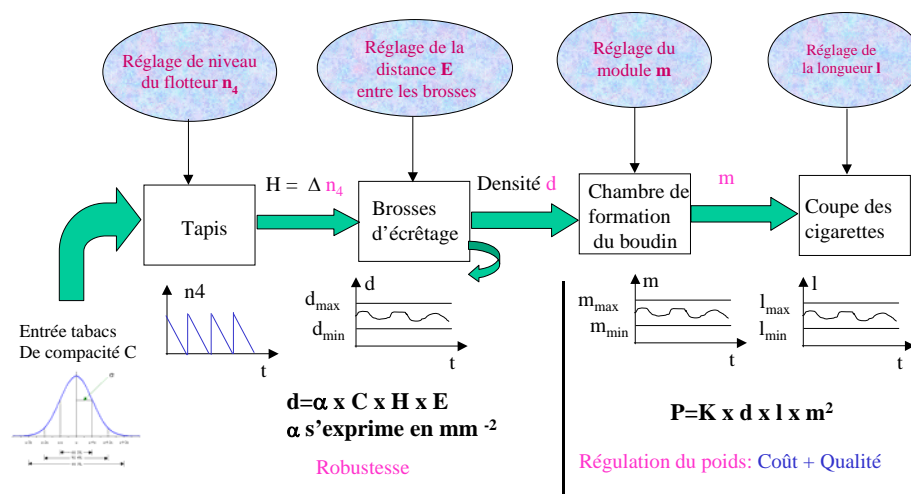 Réglage de niveau
du flotteur n4
Réglage de la
distance E
entre les brosses
Réglage du
module m
Réglage de
la longueur l
H = Δ n4
Densité d
m
Tapis
Brosses
d’écrêtage
Chambre de
formation
du boudin
Coupe des
cigarettes
n4
t
d
dmax
dmin
t
m
mmax
mmin
t
l
lmax
lmin
t
Entrée tabacs
De compacité C
d=α x C x H x E
α s’exprime en mm -2
Robustesse
P=K x d x l x m2
Régulation du poids: Coût + Qualité